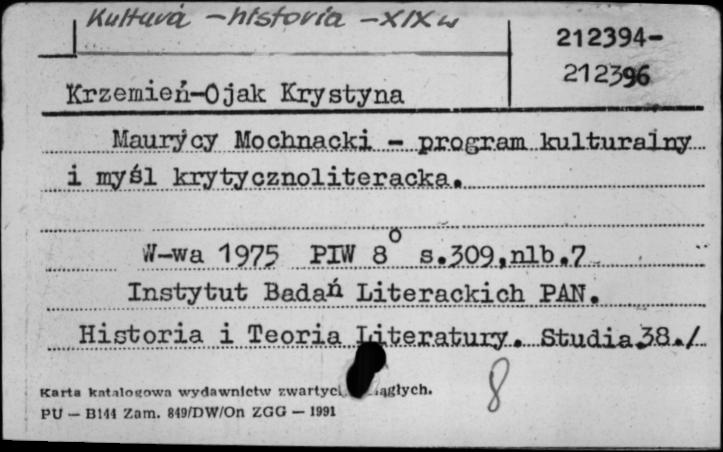 Kultura - historia - XIX w
212394-
212396
Krzemień-Ojak Krystyna
Maurycy Mochnacki - program kulturalny
i myśl krytycznoliteracka.
W-wa 1975 PIW 8° s.309,nlb.7
Instytut Badań Literackich PAN.
Historia i Teoria Literatury. Studia 38./
Karta katalogowa wydawnictw zwartych ągłych.
8
PU — B144 Zam. 849/DW/On ZGG — 1991